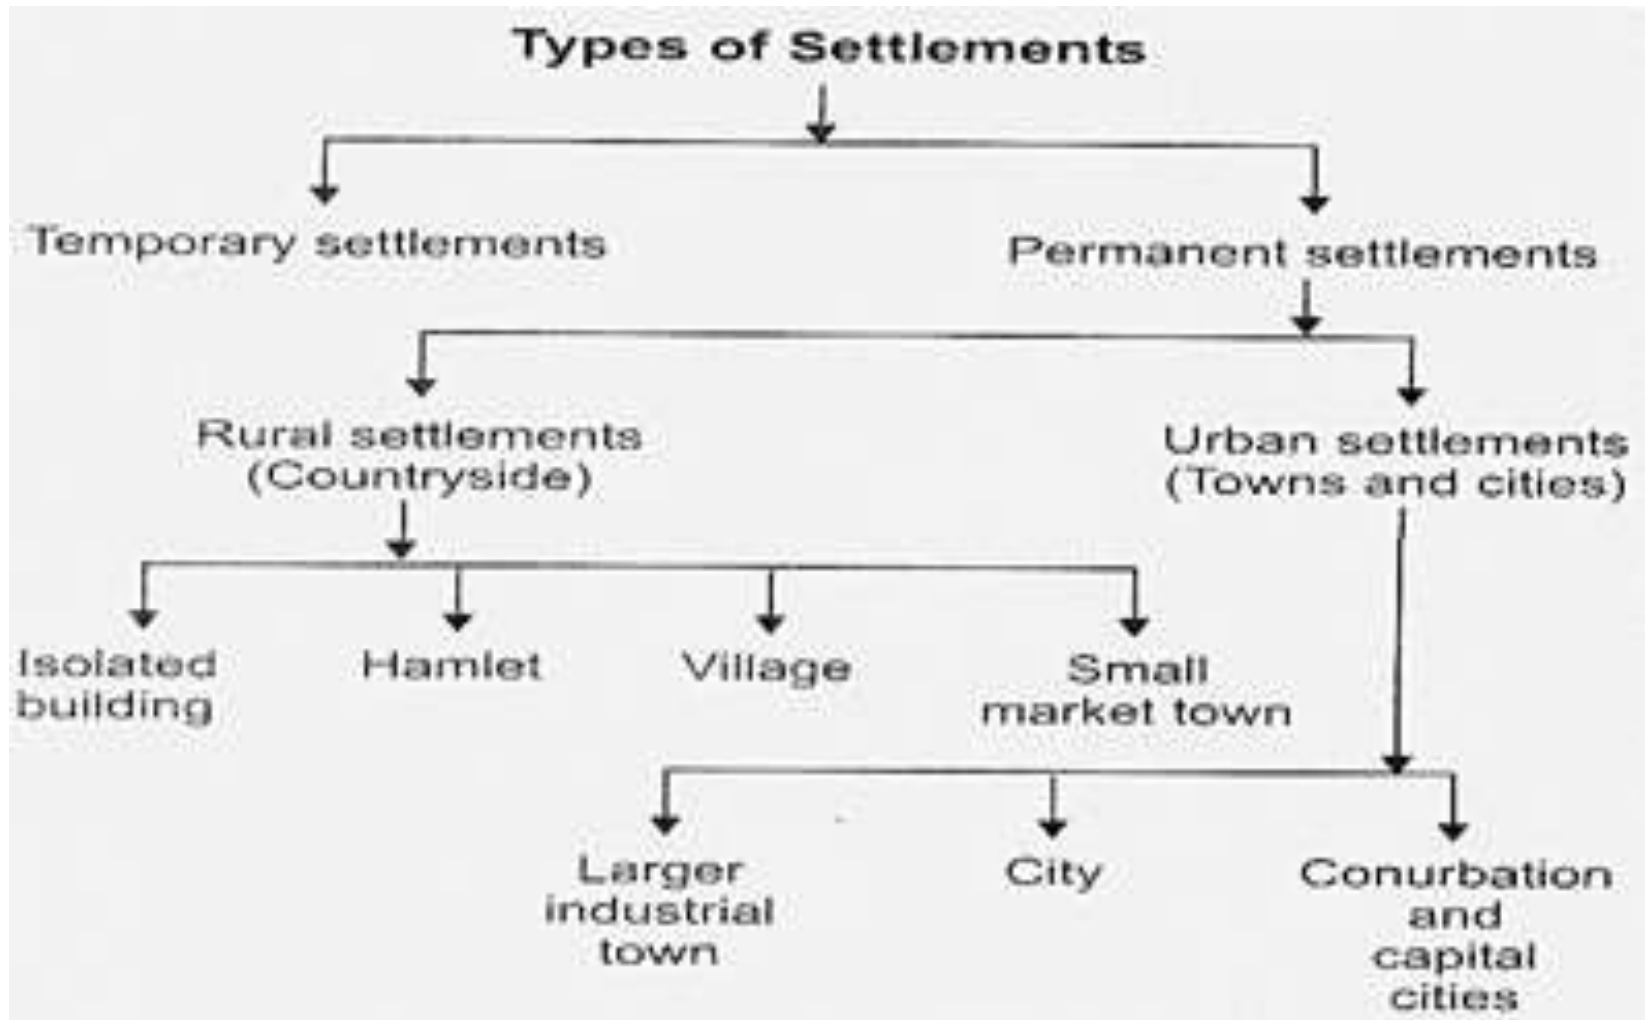 Types of Settlements
Temporary settlements
Permanent settlements
Rural settlements
(Countryside)
Urban settlements
(Towns and cities)
Isolated
building
Hamlet
Village
Small
market town
Larger
industrial
town
City
Conurbation
and
capital
cities